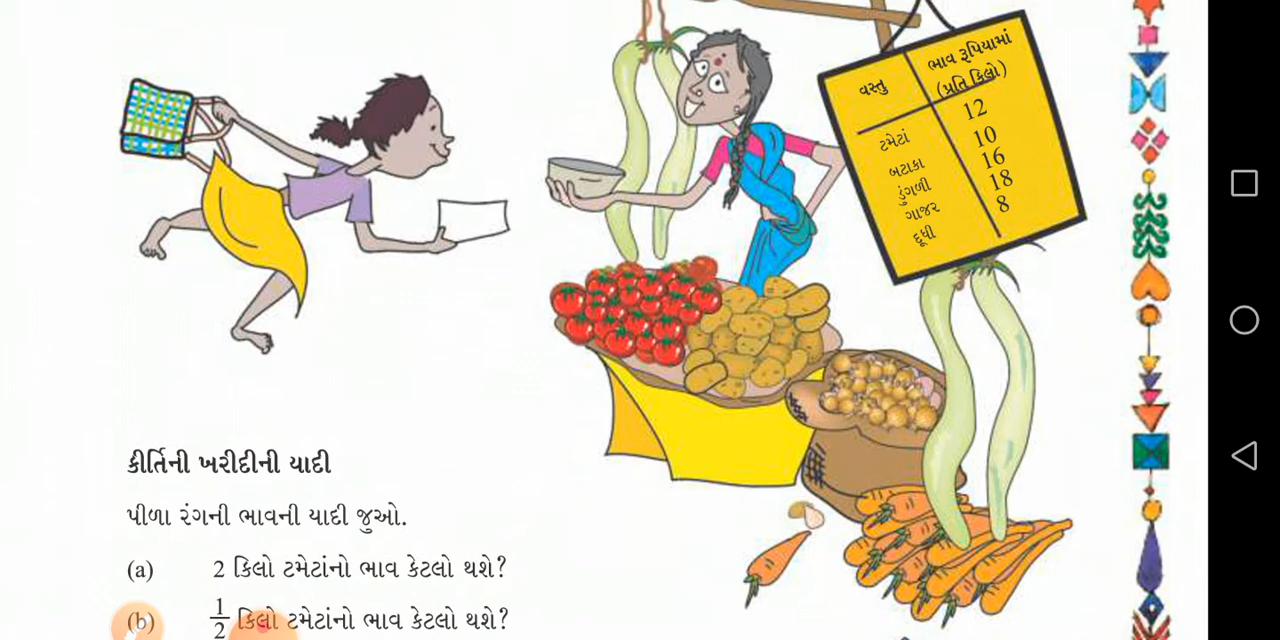 વસ્તુ ભાવ રૂપિયામાં
(પ્રતિ કિલો)
ટમેટાં 12
બટાકા 10
ડુંગળી 16
ગાજર 18
દૂધી 8
કીર્તિની ખરીદીની યાદી
પીળા રંગની ભાવની યાદી જુઓ.
(a) 2 કિલો ટમેટાંનો ભાવ કેટલો થશે?
(b) 1/2 કિલો ટમેટાંનો ભાવ કેટલો થશે?